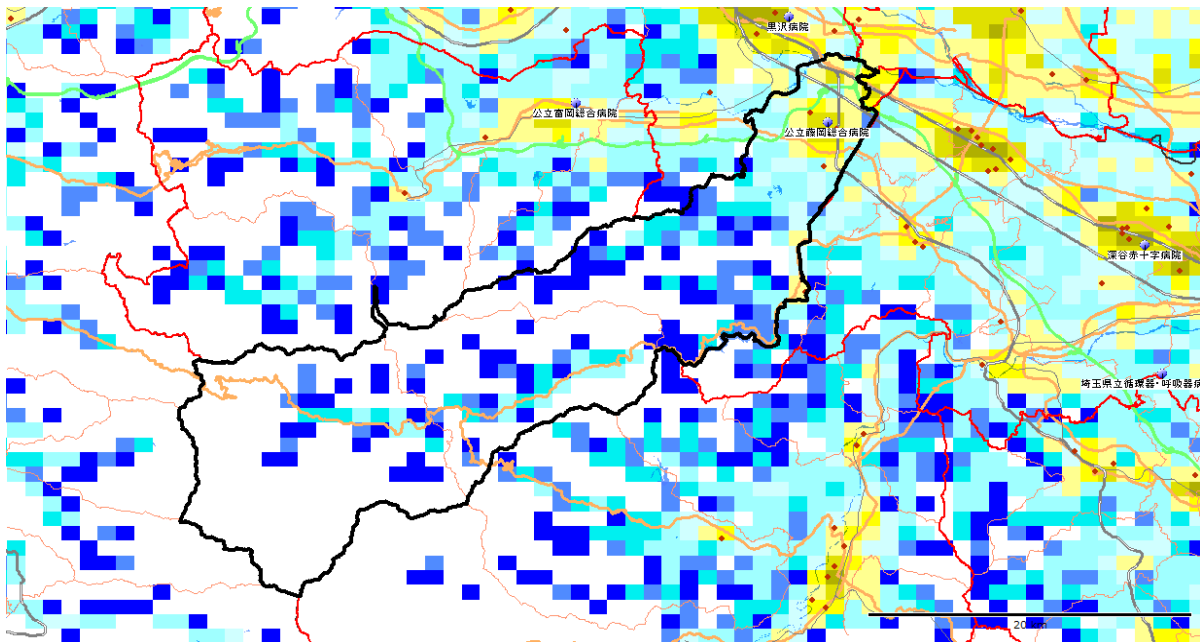 黒沢病院
公立富岡総合病院
公立藤岡総合病院
深谷赤十字病院
埼玉県立循環器・呼吸器病
20 km